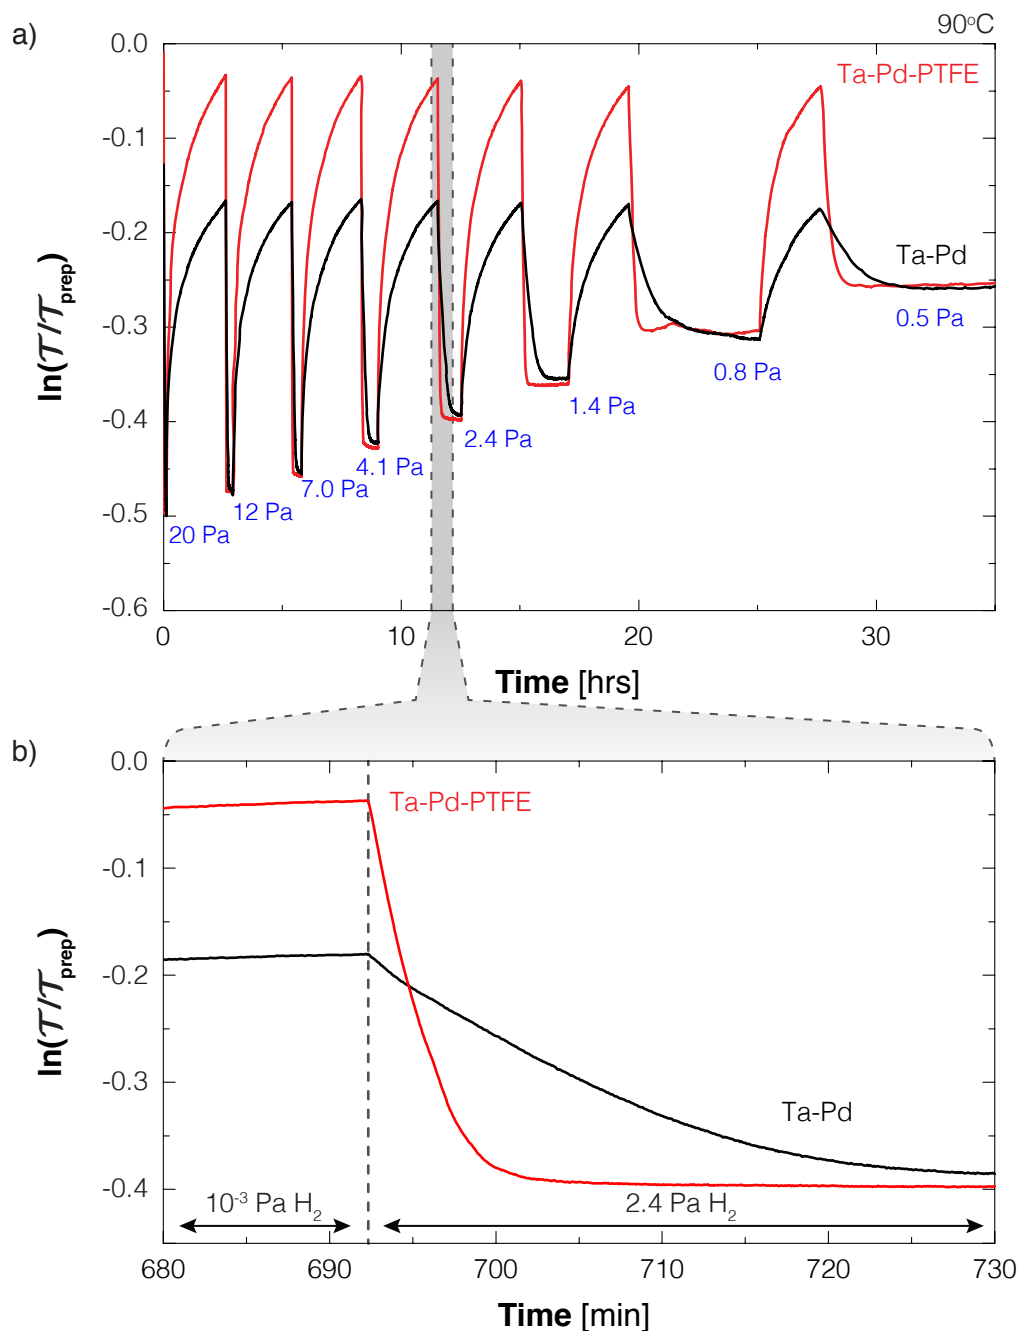 a)
90°C
Ta-Pd-PTFE
Ta-Pd
ln(𝒯/𝒯prep)
0.0
-0.1
-0.2
-0.3
-0.4
-0.5
-0.6
20 Pa
12 Pa
7.0 Pa
4.1 Pa
2.4 Pa
1.4 Pa
0.8 Pa
0.5 Pa
0 10 20 30
Time [hrs]
b)
Ta-Pd-PTFE
Ta-Pd
ln(𝒯/𝒯prep)
0.0
-0.1
-0.2
-0.3
-0.4
10⁻³ Pa H₂
2.4 Pa H₂
680 690 700 710 720 730
Time [min]